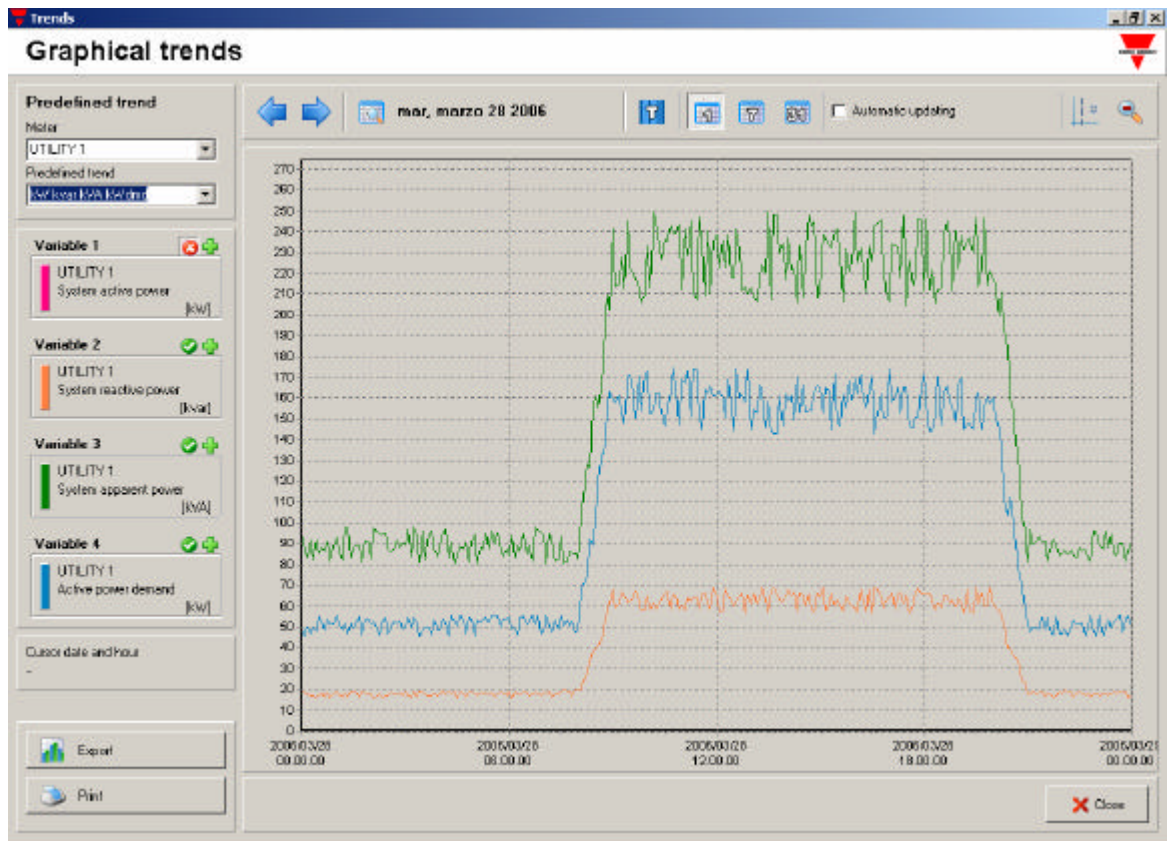 Trends
Graphical trends
Predefined trend
Meter
UTILITY 1
Predefined trend
mar, marzo 28 2006
T
Automatic updating
Variable 1
UTILITY 1
System active power
[kW]
Variable 2
UTILITY 1
System reactive power
[kvar]
Variable 3
UTILITY 1
System apparent power
[kVA]
Variable 4
UTILITY 1
Active power demand
[kW]
Cursor date and hour
-
Export
Print
270
260
250
240
230
220
210
200
190
180
170
160
150
140
130
120
110
100
90
80
70
60
50
40
30
20
10
0
2006/03/28
00.00.00
2006/03/28
06.00.00
2006/03/28
12.00.00
2006/03/28
18.00.00
00.00.00
Close